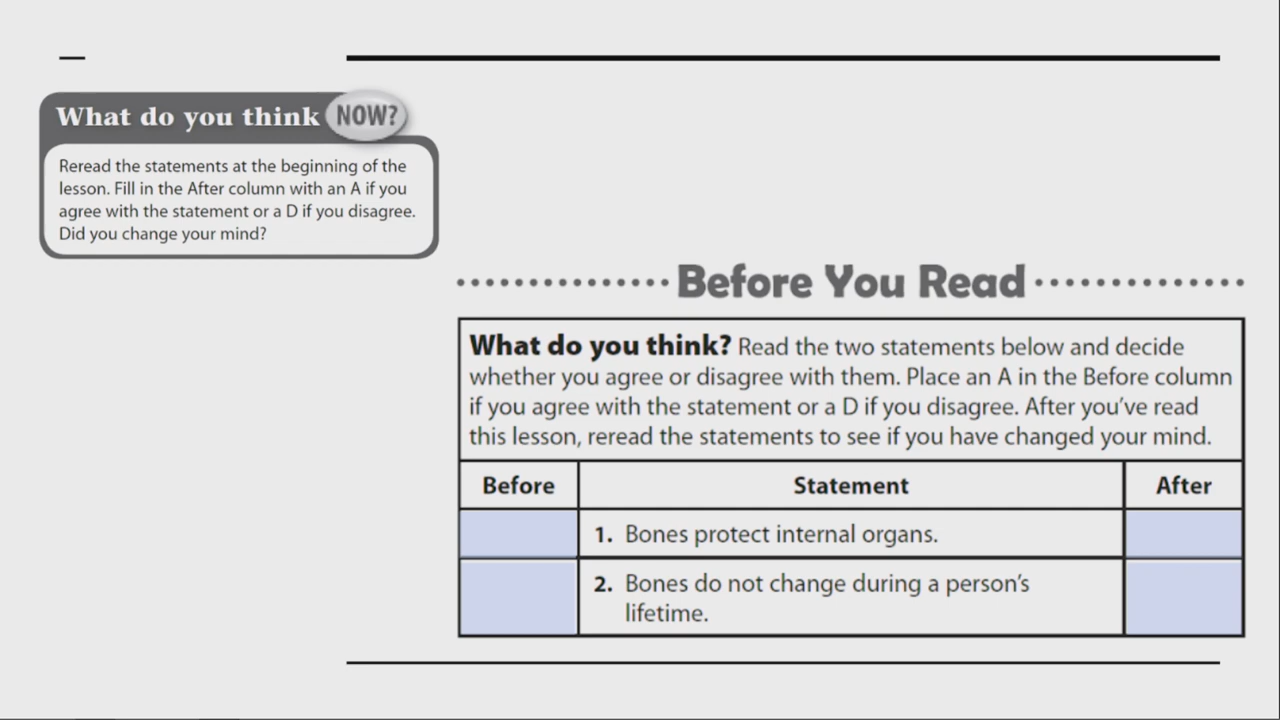 What do you think NOW?
Reread the statements at the beginning of the
lesson. Fill in the After column with an A if you
agree with the statement or a D if you disagree.
Did you change your mind?
Before You Read
What do you think? Read the two statements below and decide
whether you agree or disagree with them. Place an A in the Before column
if you agree with the statement or a D if you disagree. After you’ve read
this lesson, reread the statements to see if you have changed your mind.
Before Statement After
1. Bones protect internal organs.
2. Bones do not change during a person’s
lifetime.